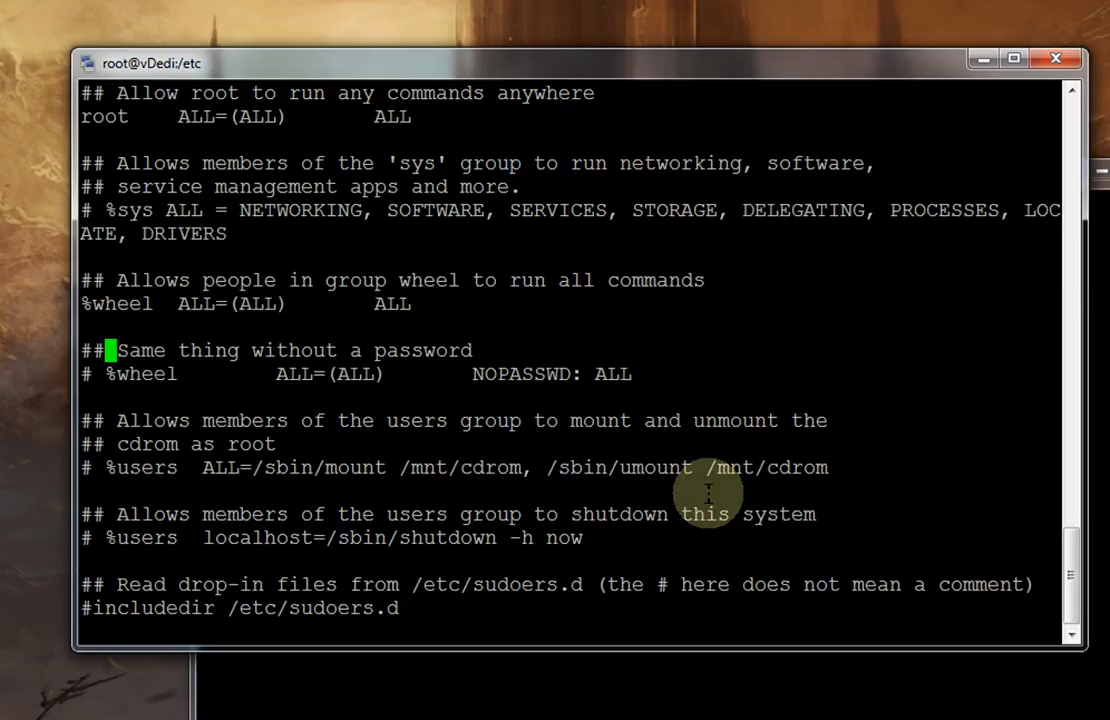 root@vDedi:/etc
## Allow root to run any commands anywhere
root ALL=(ALL) ALL
## Allows members of the 'sys' group to run networking, software,
## service management apps and more.
# %sys ALL = NETWORKING, SOFTWARE, SERVICES, STORAGE, DELEGATING, PROCESSES, LOC
ATE, DRIVERS
## Allows people in group wheel to run all commands
%wheel ALL=(ALL) ALL
## Same thing without a password
# %wheel ALL=(ALL) NOPASSWD: ALL
## Allows members of the users group to mount and unmount the
## cdrom as root
# %users ALL=/sbin/mount /mnt/cdrom, /sbin/umount /mnt/cdrom
## Allows members of the users group to shutdown this system
# %users localhost=/sbin/shutdown -h now
## Read drop-in files from /etc/sudoers.d (the # here does not mean a comment)
#includedir /etc/sudoers.d